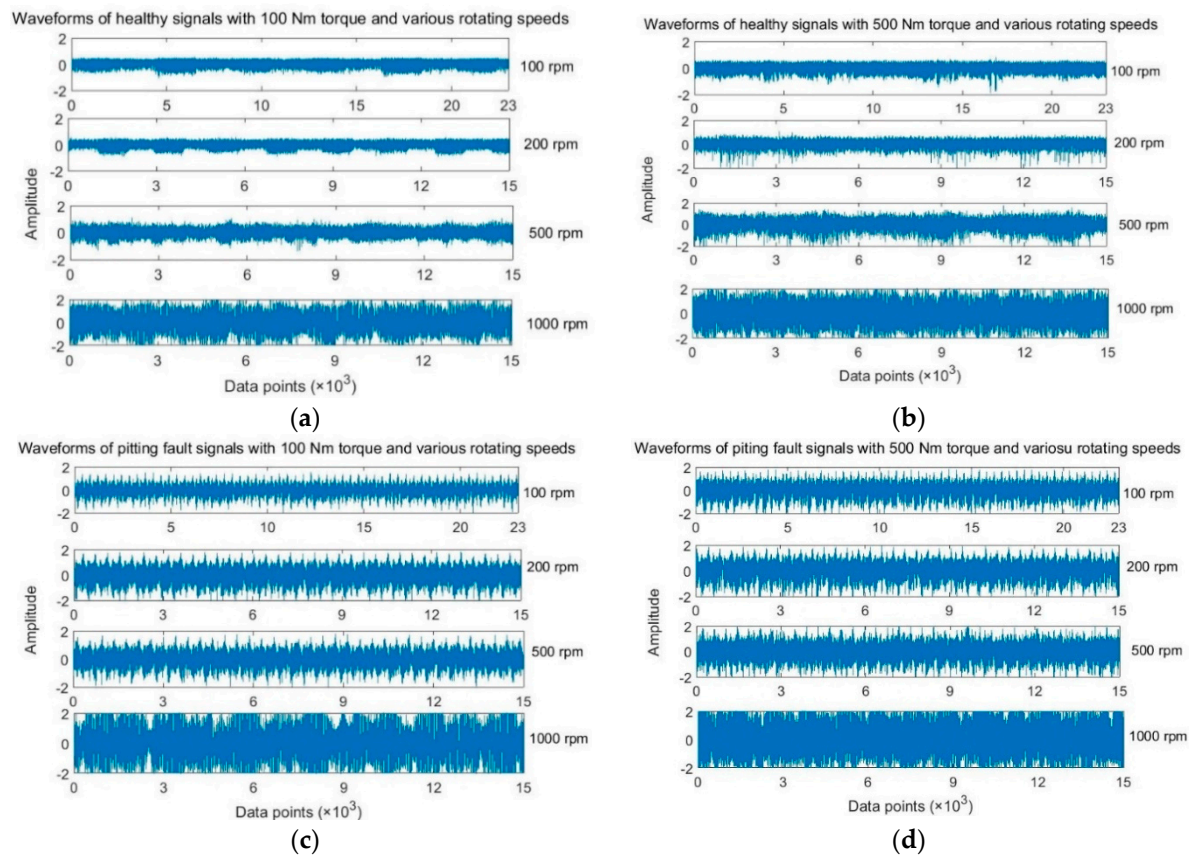 Waveforms of healthy signals with 100 Nm torque and various rotating speeds
2
0
-2
100 rpm
0 5 10 15 20 23
2
0
-2
200 rpm
0 3 6 9 12 15
Amplitude
2
0
-2
500 rpm
0 3 6 9 12 15
2
0
-2
1000 rpm
0 3 6 9 12 15
Data points (×10³)
(a)
Waveforms of healthy signals with 500 Nm torque and various rotating speeds
2
0
-2
100 rpm
0 5 10 15 20 23
2
0
-2
200 rpm
0 3 6 9 12 15
Amplitude
2
0
-2
500 rpm
0 3 6 9 12 15
2
0
-2
1000 rpm
0 3 6 9 12 15
Data points (×10³)
(b)
Waveforms of pitting fault signals with 100 Nm torque and various rotating speeds
2
0
-2
100 rpm
0 5 10 15 20 23
2
0
-2
200 rpm
0 3 6 9 12 15
Amplitude
2
0
-2
500 rpm
0 3 6 9 12 15
2
0
-2
1000 rpm
0 3 6 9 12 15
Data points (×10³)
(c)
Waveforms of piting fault signals with 500 Nm torque and variosu rotating speeds
2
0
-2
100 rpm
0 5 10 15 20 23
2
0
-2
200 rpm
0 3 6 9 12 15
Amplitude
2
0
-2
500 rpm
0 3 6 9 12 15
2
0
-2
1000 rpm
0 3 6 9 12 15
Data points (×10³)
(d)